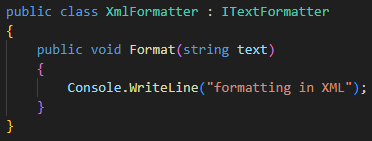 public class XmlFormatter : ITextFormatter
{
    public void Format(string text)
    {
        Console.WriteLine("formatting in XML");
    }
}